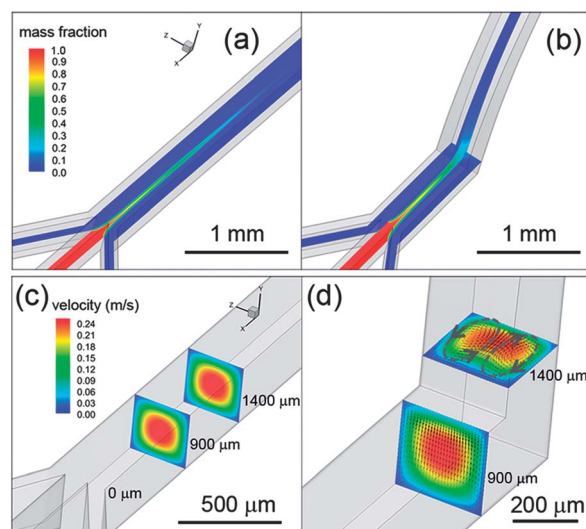 mass fraction
1.0
0.9
0.8
0.7
0.6
0.5
0.4
0.3
0.2
0.1
0.0
(a)
Z Y X
1 mm
(b)
1 mm
(c)
velocity (m/s)
0.24
0.21
0.18
0.15
0.12
0.09
0.06
0.03
0.00
Z Y X
1400 μm
900 μm
0 μm
500 μm
(d)
1400 μm
900 μm
200 μm